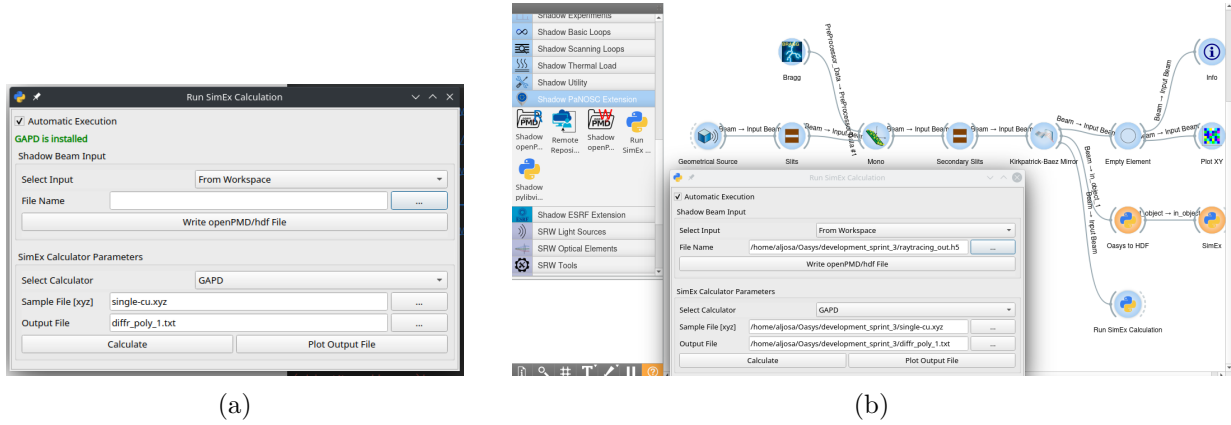 Run SimEx Calculation
Automatic Execution
GAPD is installed
Shadow Beam Input
Select Input From Workspace
File Name ...
Write openPMD/hdf File
SimEx Calculator Parameters
Select Calculator GAPD
Sample File [xyz] single-cu.xyz ...
Output File diffr_poly_1.txt ...
Calculate Plot Output File
(a)
Shadow Experiments
Shadow Basic Loops
Shadow Scanning Loops
Shadow Thermal Load
Shadow Utility
Shadow PaNOSC Extension
Shadow openP...
Remote Reposi...
Shadow openP...
Run SimEx ...
Shadow pylibvi...
Shadow ESRF Extension
SRW Light Sources
SRW Optical Elements
SRW Tools
Bragg
PreProcessor_Data → PreProcessor_Data #1
Info
Beam → Input Beam
Beam → Input Beam
Beam → Input Beam
Beam → Input Beam
Beam → Input Beam
Beam → Input Beam
Beam → Input Beam
Geometrical Source
Slits
Mono
Secondary Slits
Kirkpatrick-Baez Mirror
Empty Element
Plot XY
Beam → in_object_1
Beam → Input Beam
_object → in_object
Oasys to HDF
SimEx
Run SimEx Calculation
Run SimEx Calculation
Automatic Execution
Shadow Beam Input
Select Input From Workspace
File Name /home/aljosa/Oasys/development_sprint_3/raytracing_out.h5 ...
Write openPMD/hdf File
SimEx Calculator Parameters
Select Calculator GAPD
Sample File [xyz] /home/aljosa/Oasys/development_sprint_3/single-cu.xyz ...
Output File /home/aljosa/Oasys/development_sprint_3/diffr_poly_1.txt ...
Calculate Plot Output File
(b)